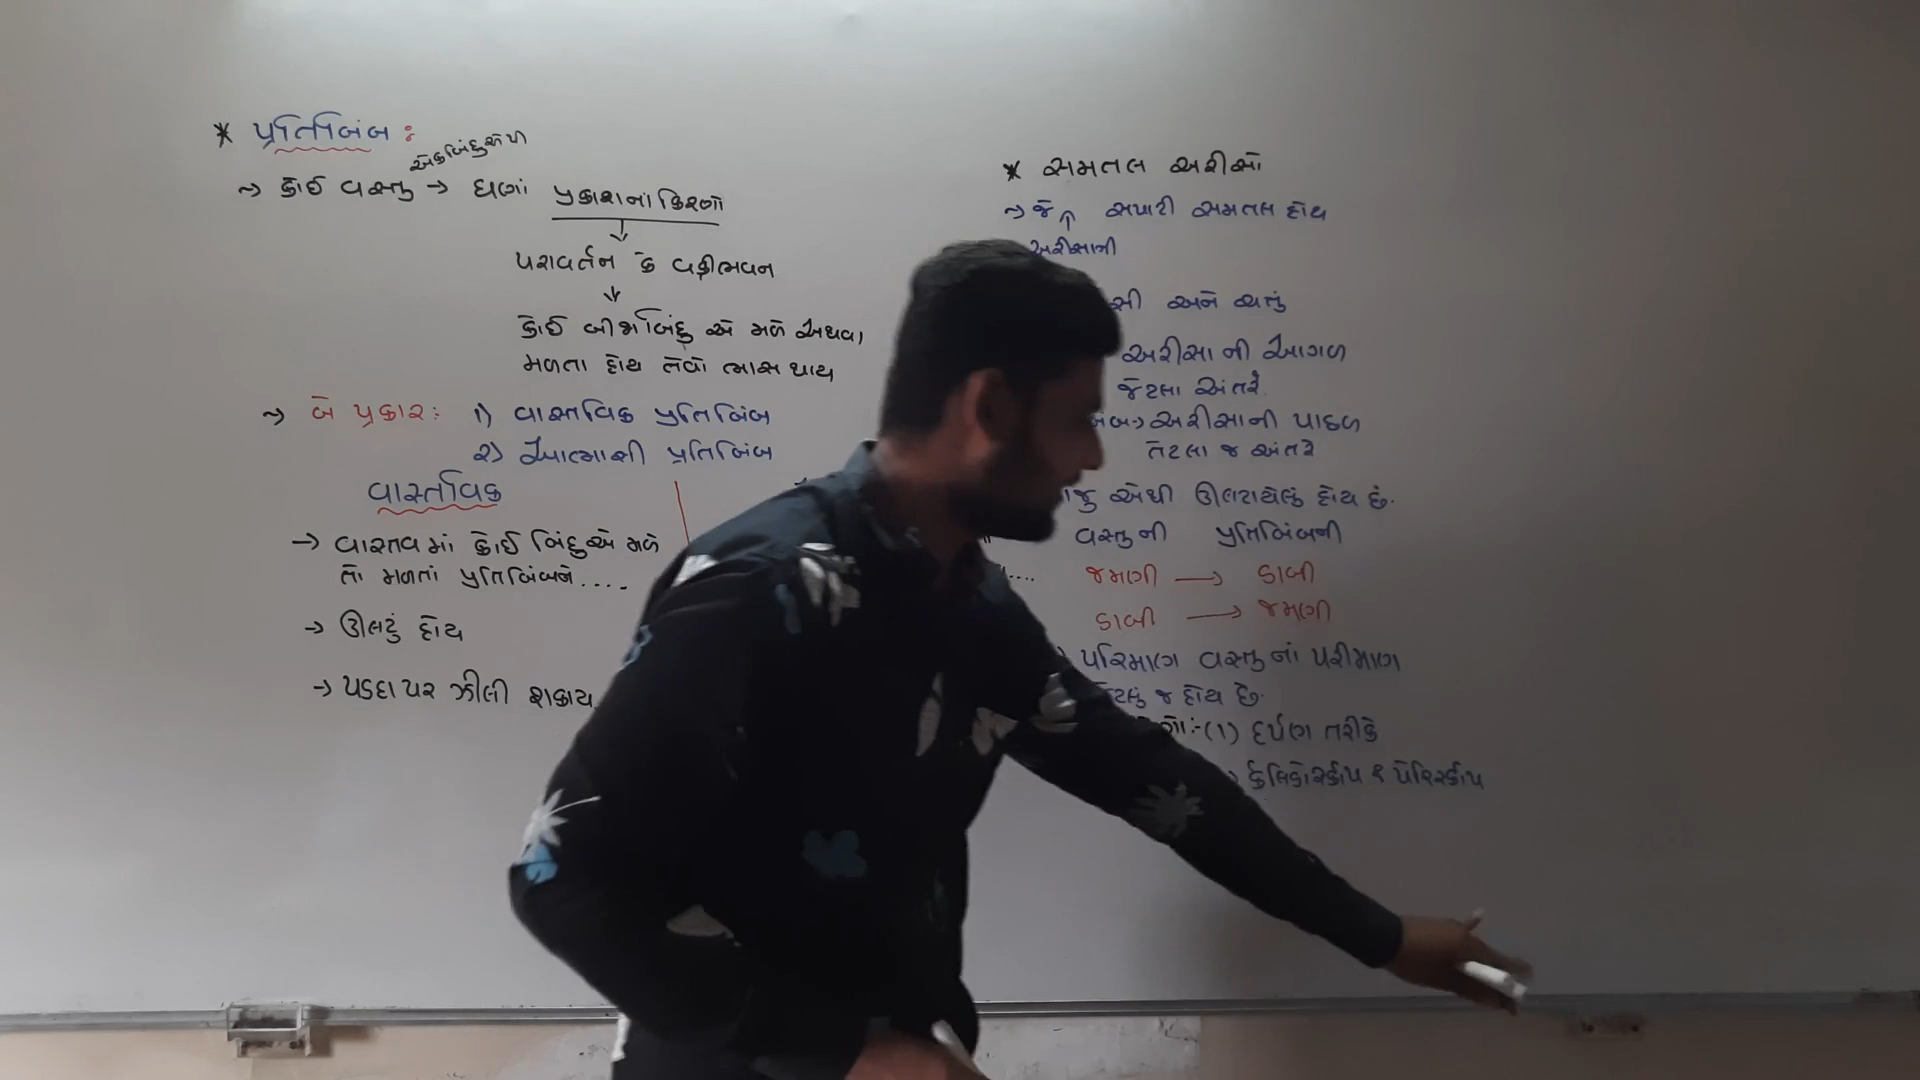 * પ્રતિબિંબ :
એકબિંદુએથી
~> કોઈ વસ્તુ -> ઘણાં પ્રકાશનાં કિરણો
↓
પરાવર્તન કે વક્રીભવન
↓
કોઈ બીજા બિંદુ એ મળે અથવા
મળતા હોય તેવો ભાસ થાય
~> બે પ્રકાર: 1) વાસ્તવિક પ્રતિબિંબ
૨) આભાસી પ્રતિબિંબ
વાસ્તવિક
-> વાસ્તવમાં કોઈ બિંદુએ મળે
તો મળતાં પ્રતિબિંબને ....
-> ઊલટું હોય
-> પડદા પર ઝીલી શકાય
* સમતલ અરીસો
~> જે ↑ સપાટી સમતલ હોય
અરીસાની
અને ચતું
અરીસા ની આગળ
જેટલા અંતરે
અરીસાની પાછળ
તેટલા જ અંતરે
એથી ઊલટાયેલું હોય છે.
વસ્તુની પ્રતિબિંબની
જમણી -> ડાબી
ડાબી -> જમણી
પરિમાણ વસ્તુનાં પરીમાણ
જ હોય છે.
(1) દર્પણ તરીકે
કેલિડોસ્કોપ & પેરિસ્કોપ